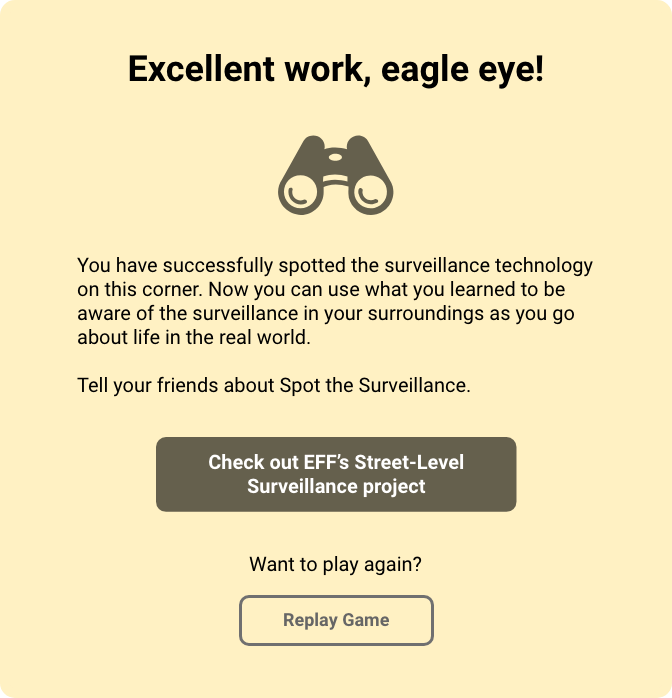 Excellent work, eagle eye!
You have successfully spotted the surveillance technology
on this corner. Now you can use what you learned to be
aware of the surveillance in your surroundings as you go
about life in the real world.
Tell your friends about Spot the Surveillance.
Check out EFF’s Street-Level
Surveillance project
Want to play again?
Replay Game